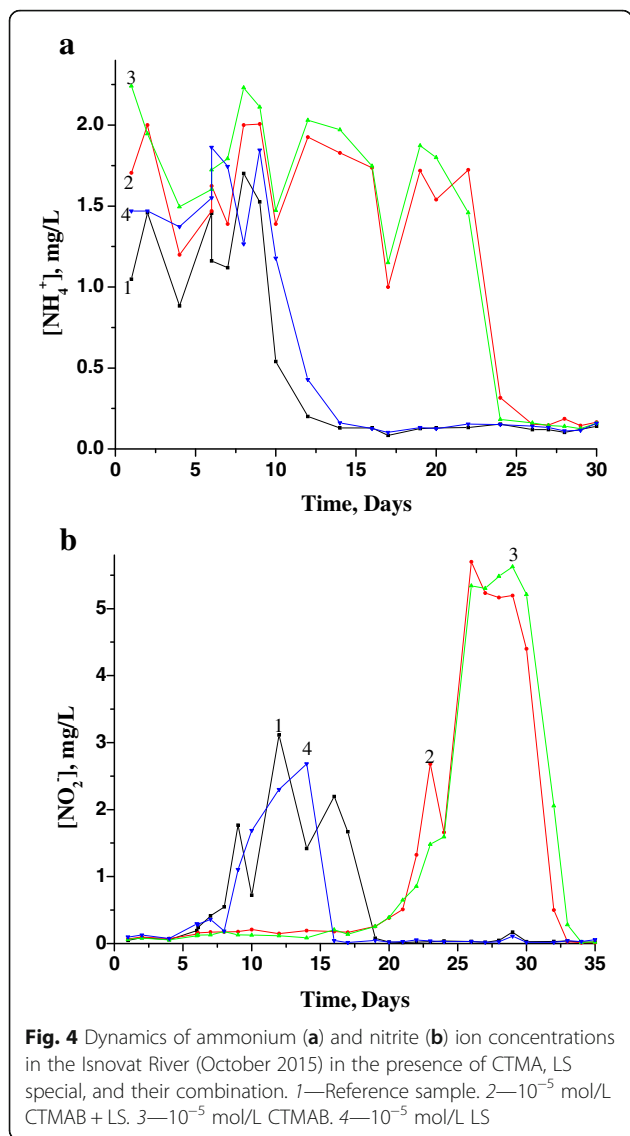 a
3
2
4
1
2.0
1.5
1.0
0.5
0.0
[NH₄⁺], mg/L
0 5 10 15 20 25 30
Time, Days
b
3
1
4
2
5
4
3
2
1
0
[NO₂⁻], mg/L
0 5 10 15 20 25 30 35
Time, Days
Fig. 4 Dynamics of ammonium (a) and nitrite (b) ion concentrations
in the Isnovat River (October 2015) in the presence of CTMA, LS
special, and their combination. 1—Reference sample. 2—10⁻⁵ mol/L
CTMAB + LS. 3—10⁻⁵ mol/L CTMAB. 4—10⁻⁵ mol/L LS